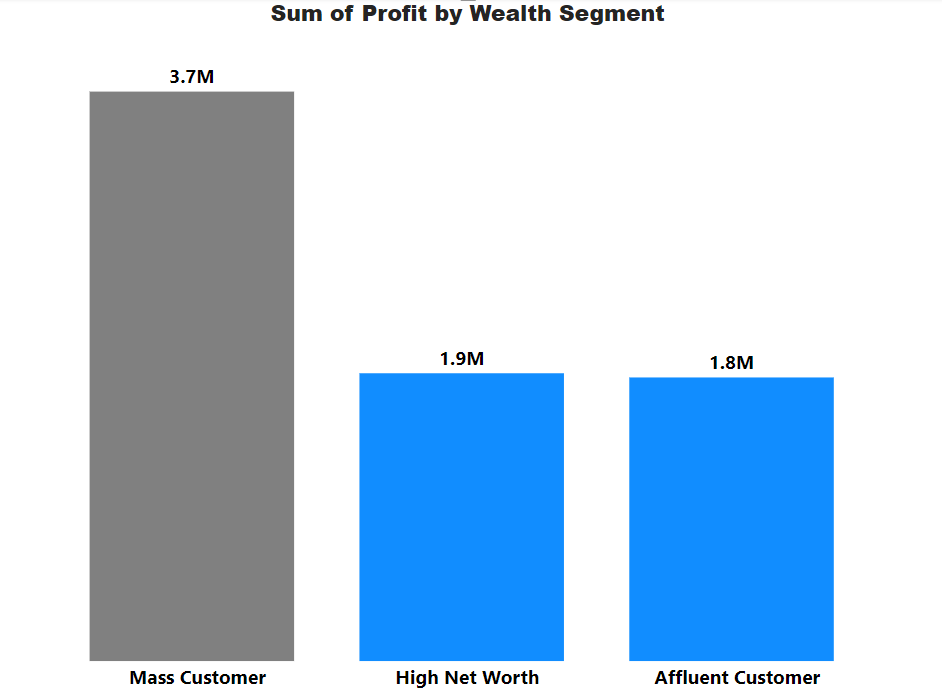 Sum of Profit by Wealth Segment
3.7M
1.9M
1.8M
Mass Customer
High Net Worth
Affluent Customer